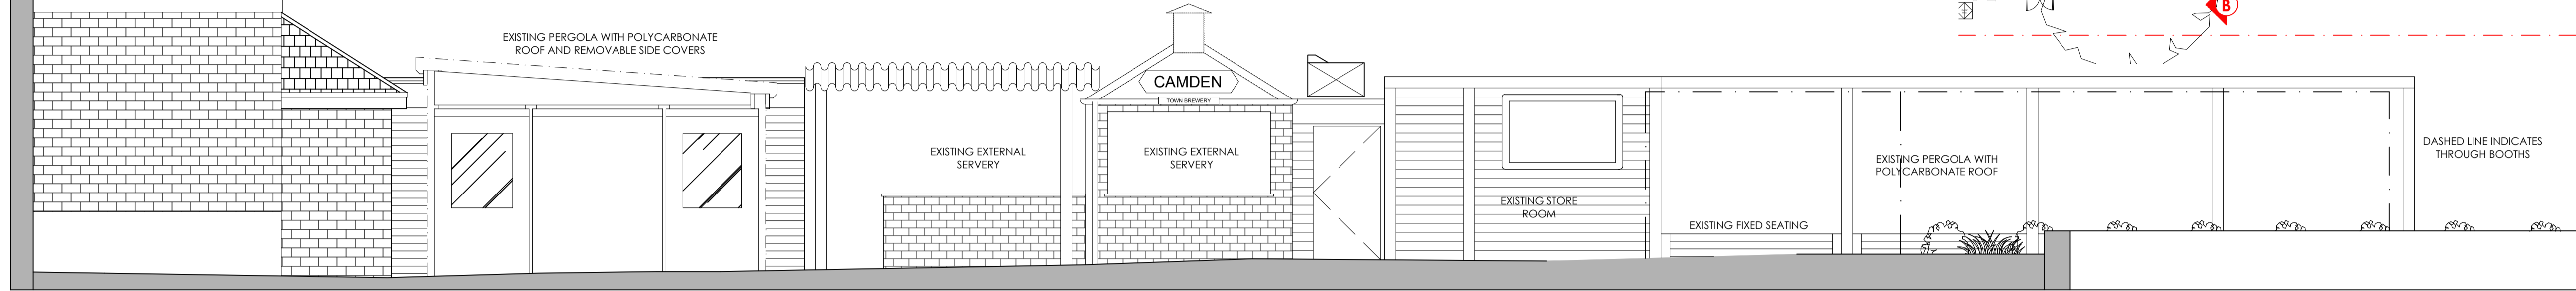 B
EXISTING PERGOLA WITH POLYCARBONATE
ROOF AND REMOVABLE SIDE COVERS
CAMDEN
TOWN BREWERY
EXISTING EXTERNAL
SERVERY
EXISTING EXTERNAL
SERVERY
EXISTING STORE
ROOM
EXISTING FIXED SEATING
EXISTING PERGOLA WITH
POLYCARBONATE ROOF
DASHED LINE INDICATES
THROUGH BOOTHS